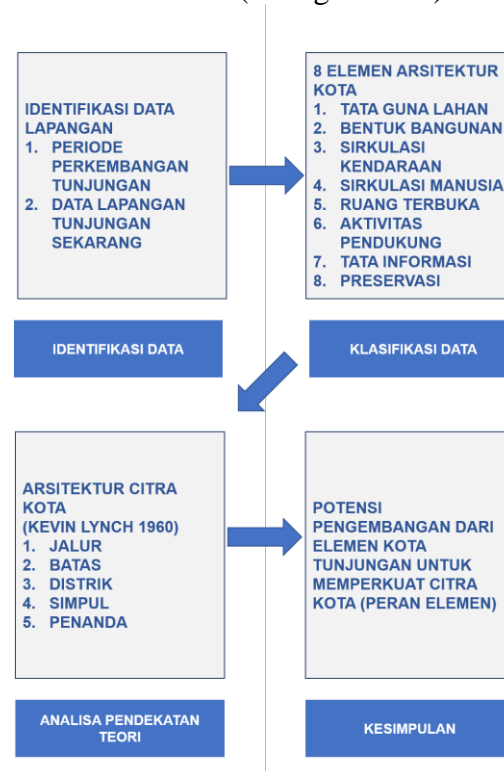 IDENTIFIKASI DATA
LAPANGAN
1. PERIODE
PERKEMBANGAN
TUNJUNGAN
2. DATA LAPANGAN
TUNJUNGAN
SEKARANG
IDENTIFIKASI DATA
8 ELEMEN ARSITEKTUR
KOTA
1. TATA GUNA LAHAN
2. BENTUK BANGUNAN
3. SIRKULASI
KENDARAAN
4. SIRKULASI MANUSIA
5. RUANG TERBUKA
6. AKTIVITAS
PENDUKUNG
7. TATA INFORMASI
8. PRESERVASI
KLASIFIKASI DATA
ARSITEKTUR CITRA
KOTA
(KEVIN LYNCH 1960)
1. JALUR
2. BATAS
3. DISTRIK
4. SIMPUL
5. PENANDA
ANALISA PENDEKATAN
TEORI
POTENSI
PENGEMBANGAN DARI
ELEMEN KOTA
TUNJUNGAN UNTUK
MEMPERKUAT CITRA
KOTA (PERAN ELEMEN)
KESIMPULAN